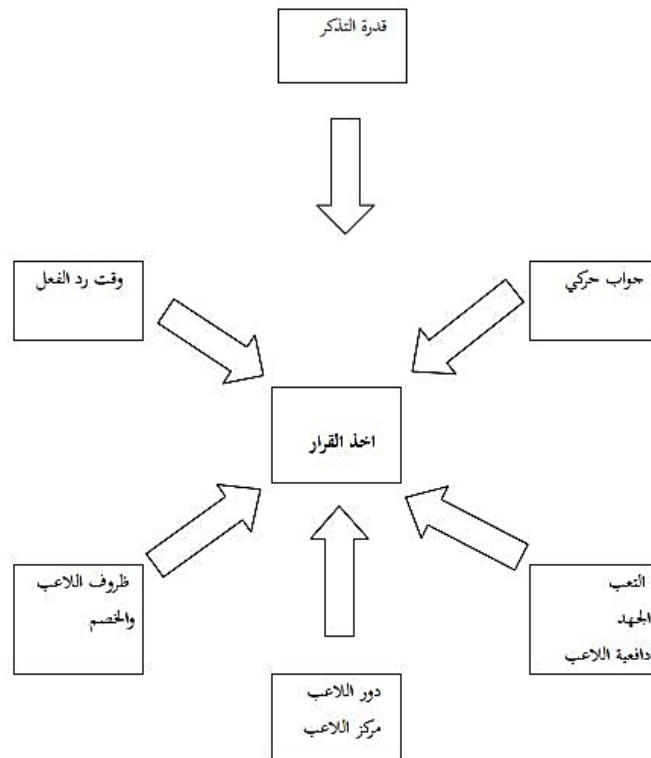 قدرة التذكر
جواب حركي
وقت رد الفعل
اخذ القرار
التعب
الجهد
دافعية اللاعب
ظروف اللاعب
والخصم
دور اللاعب
مركز اللاعب